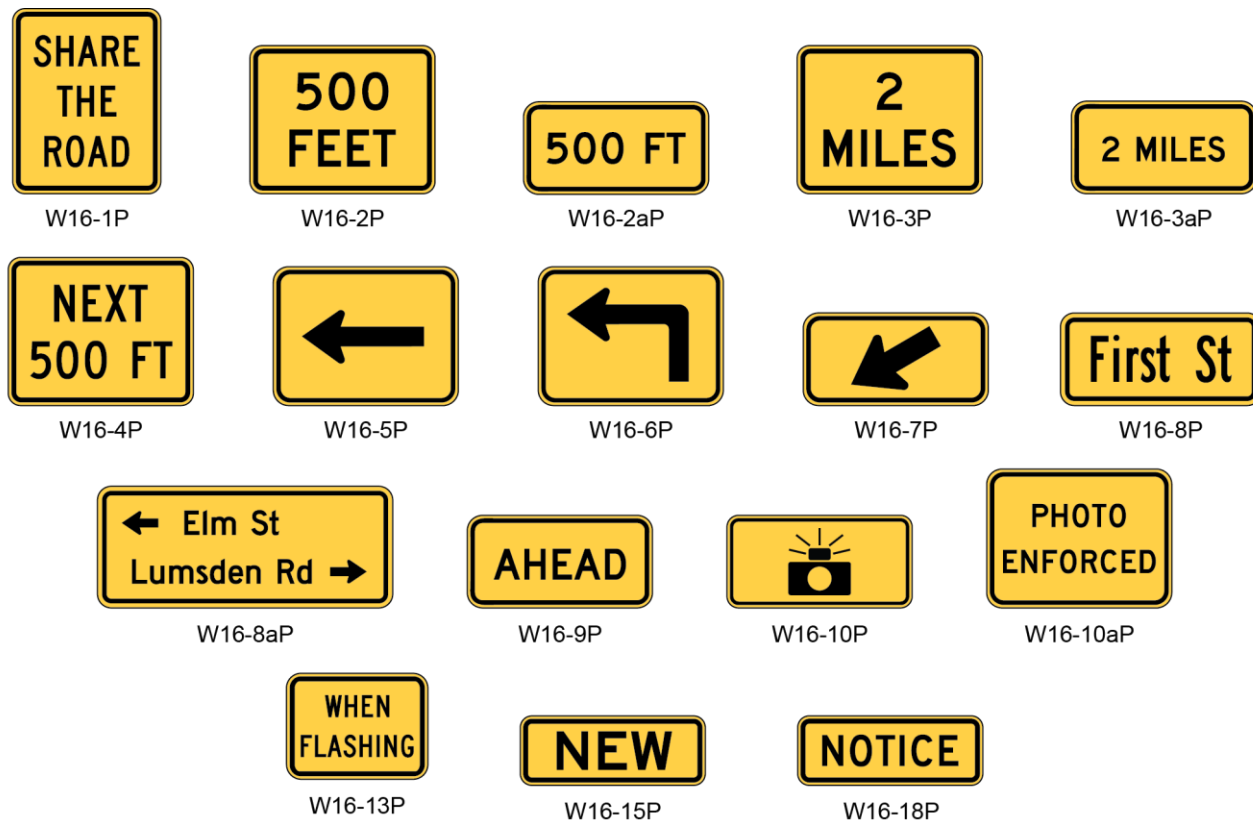 SHARE
THE
ROAD
W16-1P
500
FEET
W16-2P
500 FT
W16-2aP
2
MILES
W16-3P
2 MILES
W16-3aP
NEXT
500 FT
W16-4P
W16-5P
W16-6P
W16-7P
First St
W16-8P
Elm St
Lumsden Rd
W16-8aP
AHEAD
W16-9P
W16-10P
PHOTO
ENFORCED
W16-10aP
WHEN
FLASHING
W16-13P
NEW
W16-15P
NOTICE
W16-18P